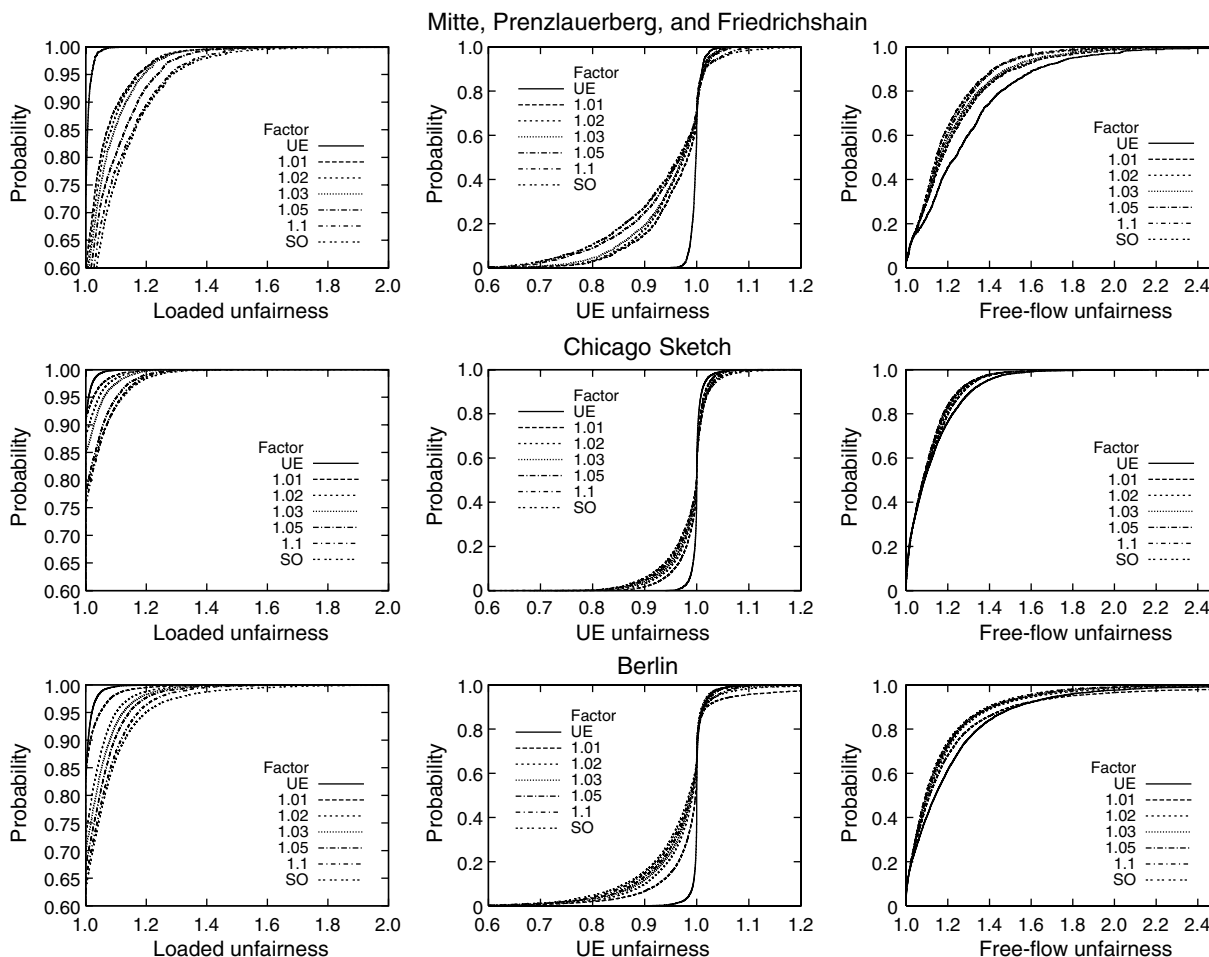 Mitte, Prenzlauerberg, and Friedrichshain
Probability
1.00
0.95
0.90
0.85
0.80
0.75
0.70
0.65
0.60
Factor
UE
1.01
1.02
1.03
1.05
1.1
SO
1.0 1.2 1.4 1.6 1.8 2.0
Loaded unfairness
Probability
1.0
0.8
0.6
0.4
0.2
0
Factor
UE
1.01
1.02
1.03
1.05
1.1
SO
0.6 0.7 0.8 0.9 1.0 1.1 1.2
UE unfairness
Probability
1.0
0.8
0.6
0.4
0.2
0
Factor
UE
1.01
1.02
1.03
1.05
1.1
SO
1.0 1.2 1.4 1.6 1.8 2.0 2.2 2.4
Free-flow unfairness
Chicago Sketch
Probability
1.00
0.95
0.90
0.85
0.80
0.75
0.70
0.65
0.60
Factor
UE
1.01
1.02
1.03
1.05
1.1
SO
1.0 1.2 1.4 1.6 1.8 2.0
Loaded unfairness
Probability
1.0
0.8
0.6
0.4
0.2
0
Factor
UE
1.01
1.02
1.03
1.05
1.1
SO
0.6 0.7 0.8 0.9 1.0 1.1 1.2
UE unfairness
Probability
1.0
0.8
0.6
0.4
0.2
0
Factor
UE
1.01
1.02
1.03
1.05
1.1
SO
1.0 1.2 1.4 1.6 1.8 2.0 2.2 2.4
Free-flow unfairness
Berlin
Probability
1.00
0.95
0.90
0.85
0.80
0.75
0.70
0.65
0.60
Factor
UE
1.01
1.02
1.03
1.05
1.1
SO
1.0 1.2 1.4 1.6 1.8 2.0
Loaded unfairness
Probability
1.0
0.8
0.6
0.4
0.2
0
Factor
UE
1.01
1.02
1.03
1.05
1.1
SO
0.6 0.7 0.8 0.9 1.0 1.1 1.2
UE unfairness
Probability
1.0
0.8
0.6
0.4
0.2
0
Factor
UE
1.01
1.02
1.03
1.05
1.1
SO
1.0 1.2 1.4 1.6 1.8 2.0 2.2 2.4
Free-flow unfairness